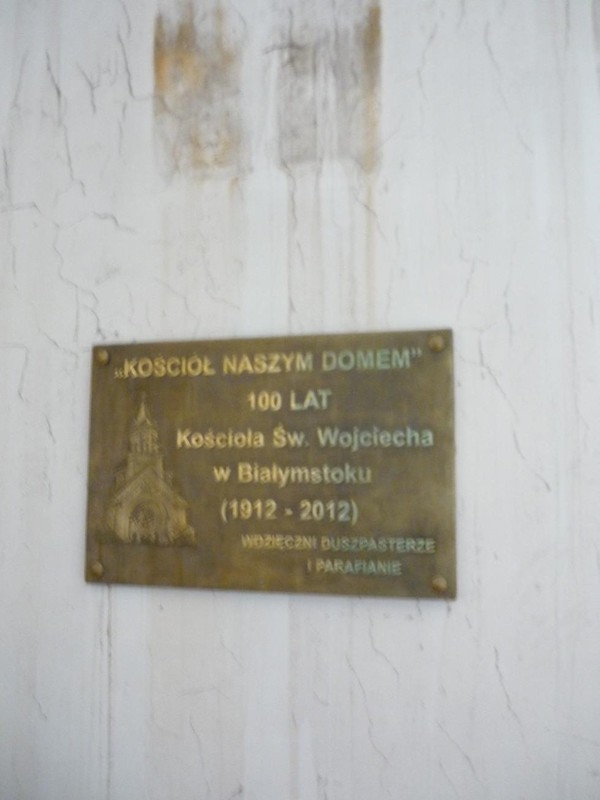 „KOŚCIÓŁ NASZYM DOMEM"
100 LAT
Kościoła Św. Wojciecha
w Białymstoku
(1912 - 2012)
WDZIĘCZNI DUSZPASTERZE
I PARAFIANIE